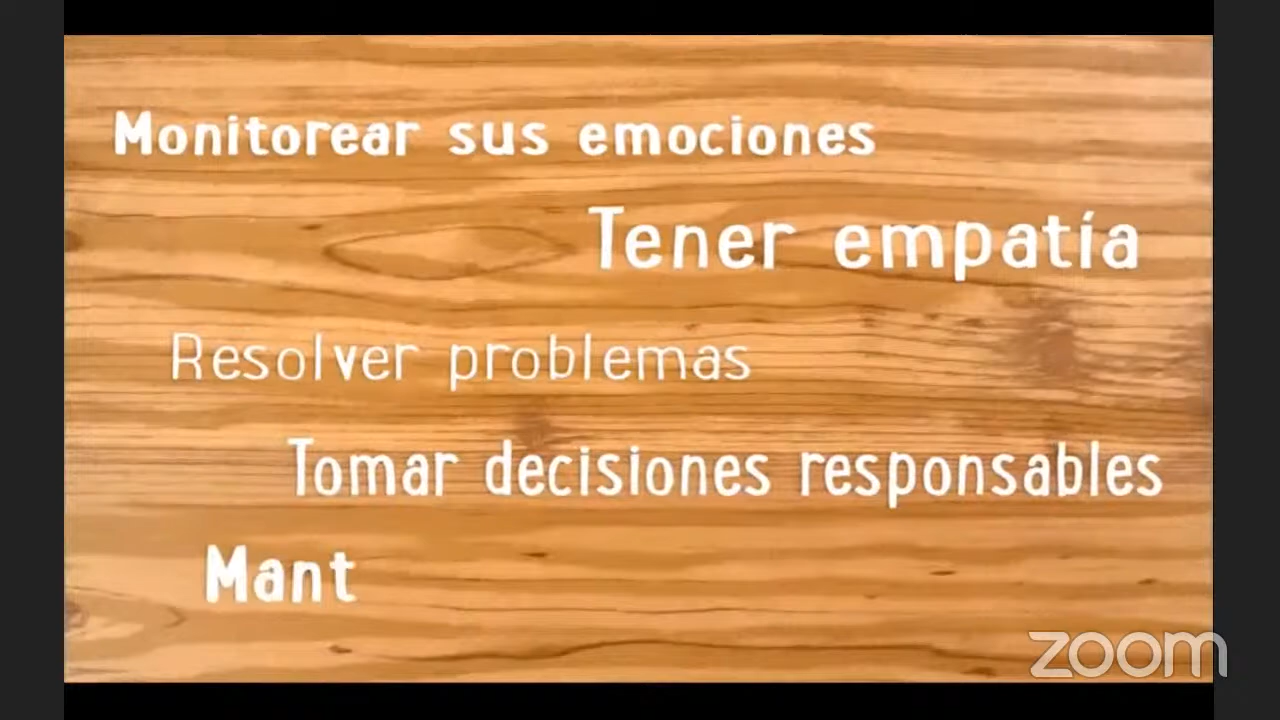 Monitorear sus emociones
Tener empatía
Resolver problemas
Tomar decisiones responsables
Mant
zoom